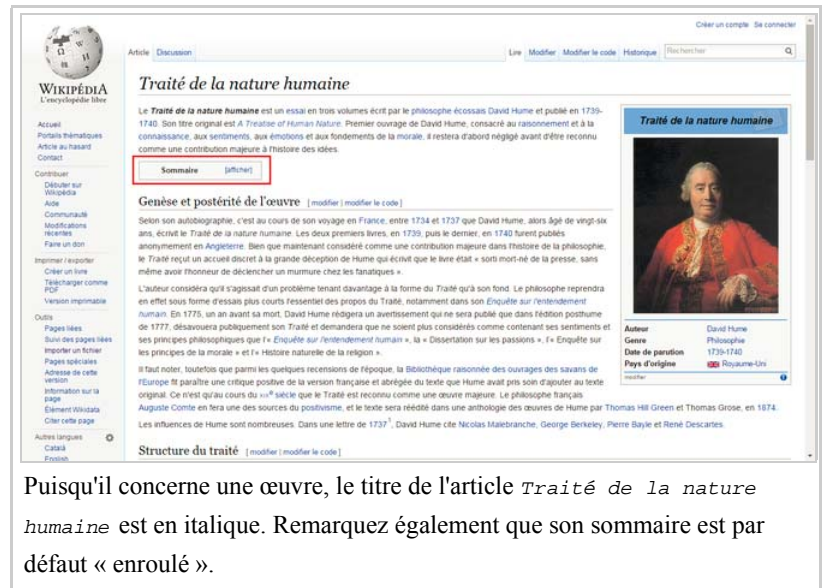 Créer un compte Se connecter
Article Discussion Lire Modifier Modifier le code Historique Rechercher
WIKIPÉDIA
L'encyclopédie libre
Accueil
Portails thématiques
Article au hasard
Contact
Contribuer
Débuter sur
Wikipédia
Aide
Communauté
Modifications
récentes
Faire un don
Imprimer / exporter
Créer un livre
Télécharger comme
PDF
Version imprimable
Outils
Pages liées
Suivi des pages liées
Importer un fichier
Pages spéciales
Adresse de cette
version
Information sur la
page
Élément Wikidata
Citer cette page
Autres langues
Català
English
Traité de la nature humaine
Le Traité de la nature humaine est un essai en trois volumes écrit par le philosophe écossais David Hume et publié en 1739-
1740. Son titre original est A Treatise of Human Nature. Premier ouvrage de David Hume, consacré au raisonnement et à la
connaissance, aux sentiments, aux émotions et aux fondements de la morale, il restera d'abord négligé avant d'être reconnu
comme une contribution majeure à l'histoire des idées.
Sommaire [afficher]
Genèse et postérité de l'œuvre [ modifier | modifier le code ]
Selon son autobiographie, c'est au cours de son voyage en France, entre 1734 et 1737 que David Hume, alors âgé de vingt-six
ans, écrivit le Traité de la nature humaine. Les deux premiers livres, en 1739, puis le dernier, en 1740 furent publiés
anonymement en Angleterre. Bien que maintenant considéré comme une contribution majeure dans l'histoire de la philosophie,
le Traité reçut un accueil discret à la grande déception de Hume qui écrivit que le livre était « sorti mort-né de la presse, sans
même avoir l'honneur de déclencher un murmure chez les fanatiques ».
L'auteur considéra qu'il s'agissait d'un problème tenant davantage à la forme du Traité qu'à son fond. Le philosophe reprendra
en effet sous forme d'essais plus courts l'essentiel des propos du Traité, notamment dans son Enquête sur l'entendement
humain. En 1775, un an avant sa mort, David Hume rédigera un avertissement qui ne sera publié que dans l'édition posthume
de 1777, désavouera publiquement son Traité et demandera que ne soient plus considérés comme contenant ses sentiments et
ses principes philosophiques que l'« Enquête sur l'entendement humain », la « Dissertation sur les passions », l'« Enquête sur
les principes de la morale » et l'« Histoire naturelle de la religion ».
Il faut noter, toutefois que parmi les quelques recensions de l'époque, la Bibliothèque raisonnée des ouvrages des savans de
l'Europe fit paraître une critique positive de la version française et abrégée du texte que Hume avait pris soin d'ajouter au texte
original. Ce n'est qu'au cours du XIXe siècle que le Traité est reconnu comme une œuvre majeure. Le philosophe français
Auguste Comte en fera une des sources du positivisme, et le texte sera réédité dans une anthologie des œuvres de Hume par Thomas Hill Green et Thomas Grose, en 1874.
Les influences de Hume sont nombreuses. Dans une lettre de 1737¹, David Hume cite Nicolas Malebranche, George Berkeley, Pierre Bayle et René Descartes.
Structure du traité [ modifier | modifier le code ]
Traité de la nature humaine
Auteur David Hume
Genre Philosophie
Date de parution 1739-1740
Pays d'origine Royaume-Uni
modifier
Puisqu'il concerne une œuvre, le titre de l'article Traité de la nature
humaine est en italique. Remarquez également que son sommaire est par
défaut « enroulé ».